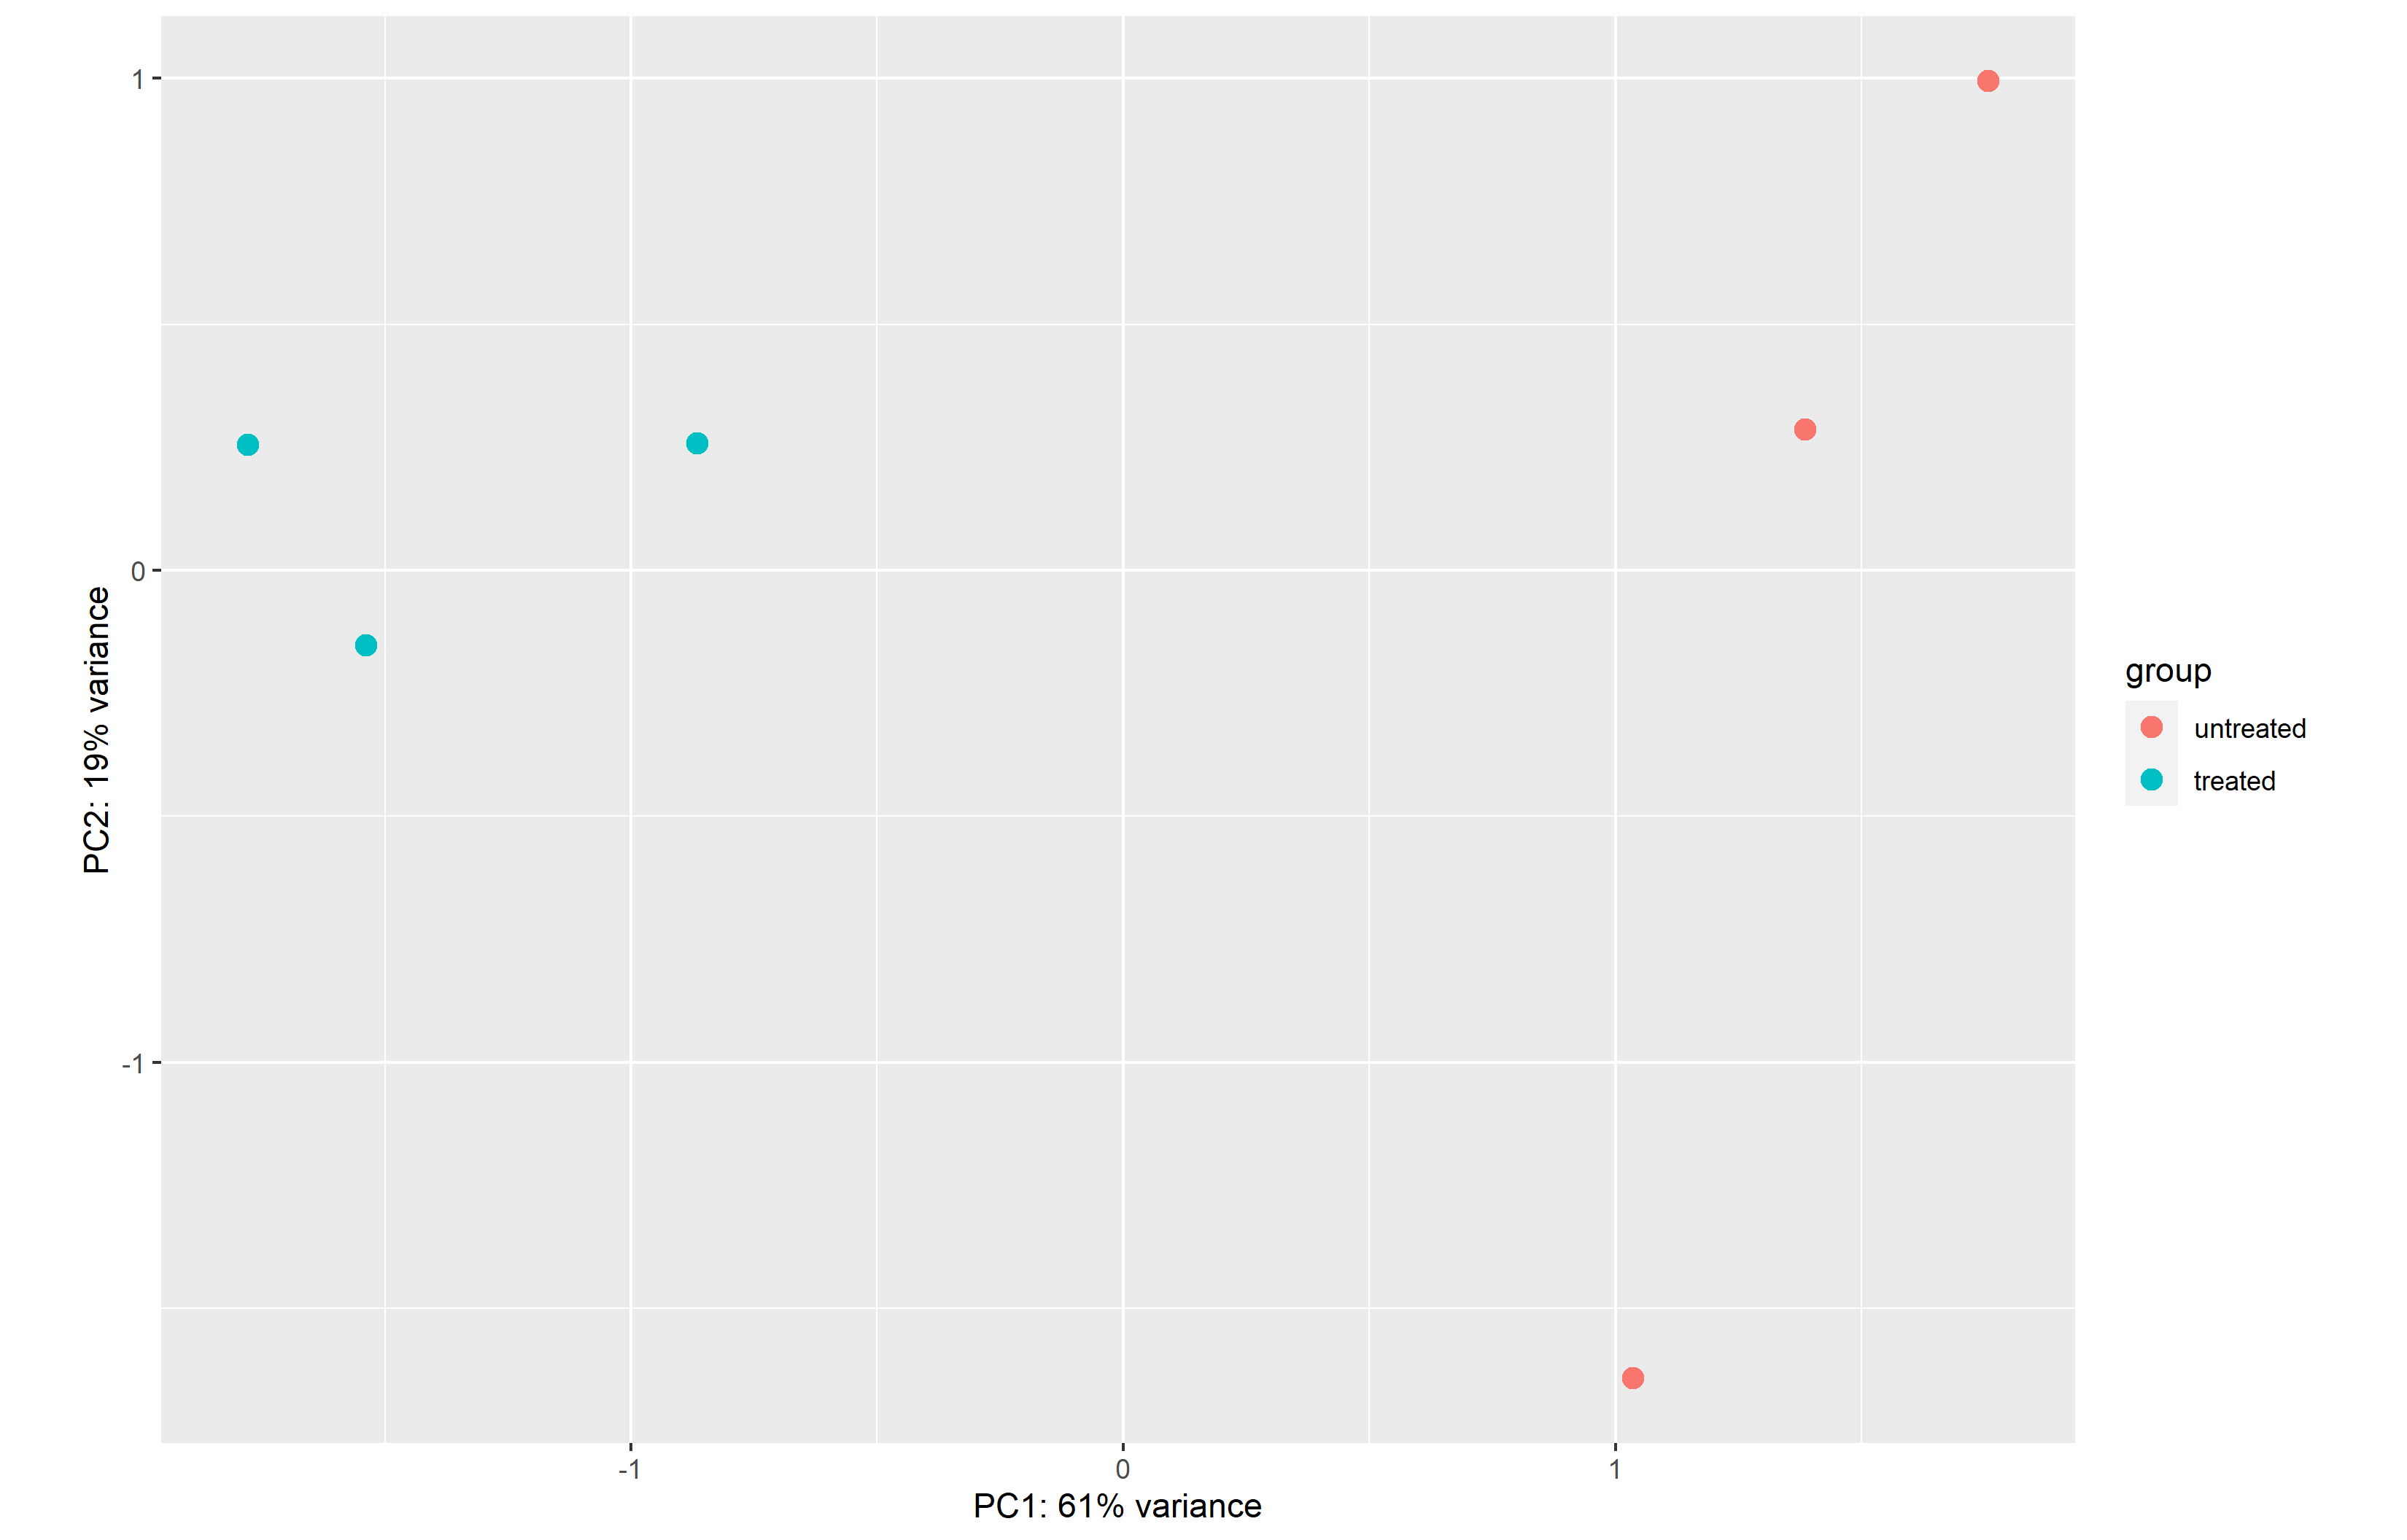 1
0
-1
PC2: 19% variance
-1
0
1
PC1: 61% variance
group
untreated
treated